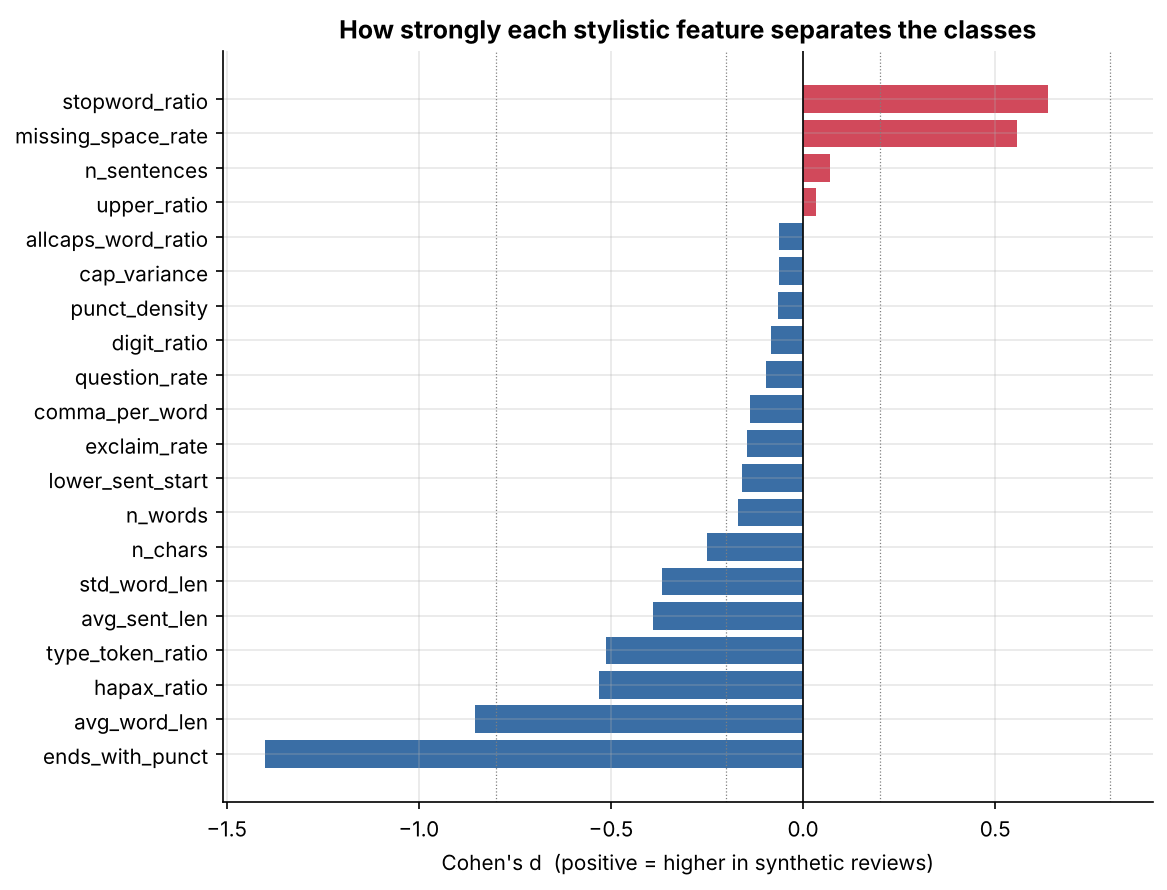 How strongly each stylistic feature separates the classes
stopword_ratio
missing_space_rate
n_sentences
upper_ratio
allcaps_word_ratio
cap_variance
punct_density
digit_ratio
question_rate
comma_per_word
exclaim_rate
lower_sent_start
n_words
n_chars
std_word_len
avg_sent_len
type_token_ratio
hapax_ratio
avg_word_len
ends_with_punct
−1.5 −1.0 −0.5 0.0 0.5
Cohen's d (positive = higher in synthetic reviews)